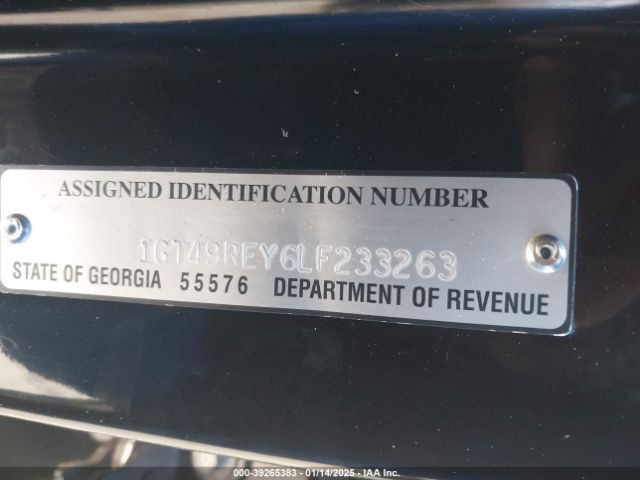 ASSIGNED IDENTIFICATION NUMBER
1GT49REY6LF233263
STATE OF GEORGIA 55576 DEPARTMENT OF REVENUE
000-39265383 - 01/14/2025 - IAA Inc.